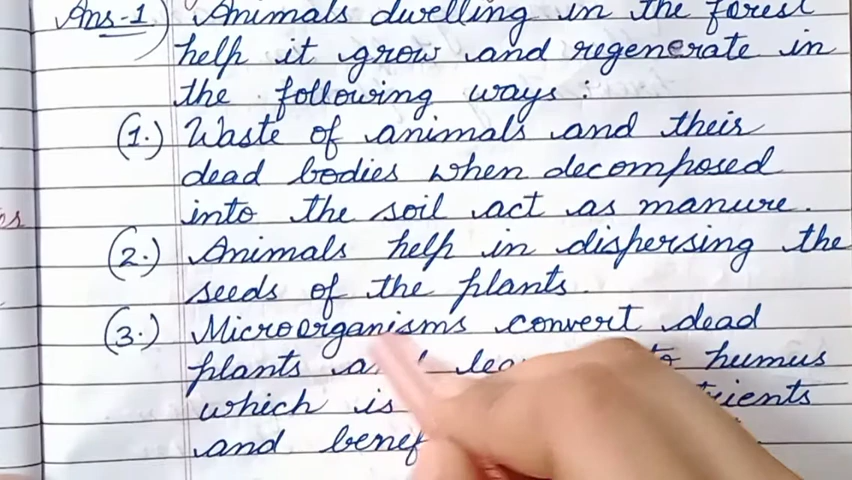 Ans-1) Animals dwelling in the forest
help it grow and regenerate in
the following ways :
(1.) Waste of animals and their
dead bodies when decomposed
into the soil act as manure.
(2.) Animals help in dispersing the
seeds of the plants.
(3.) Microorganisms convert dead
plants humus
which is
and